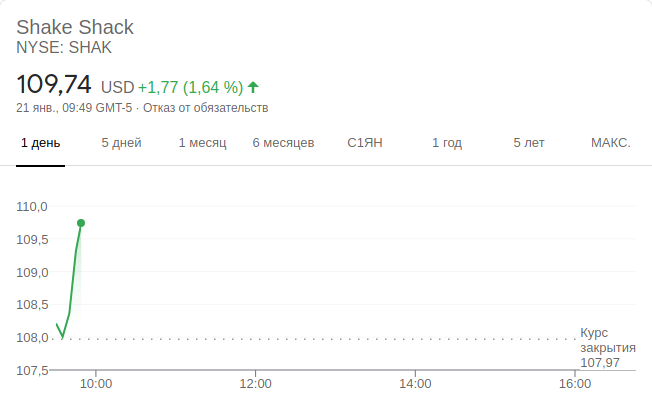 Shake Shack
NYSE: SHAK
109,74 USD +1,77 (1,64 %)
21 янв., 09:49 GMT-5 · Отказ от обязательств
1 день 5 дней 1 месяц 6 месяцев С1ЯН 1 год 5 лет МАКС.
110,0
109,5
109,0
108,5
108,0
107,5
Курс
закрытия
107,97
10:00 12:00 14:00 16:00